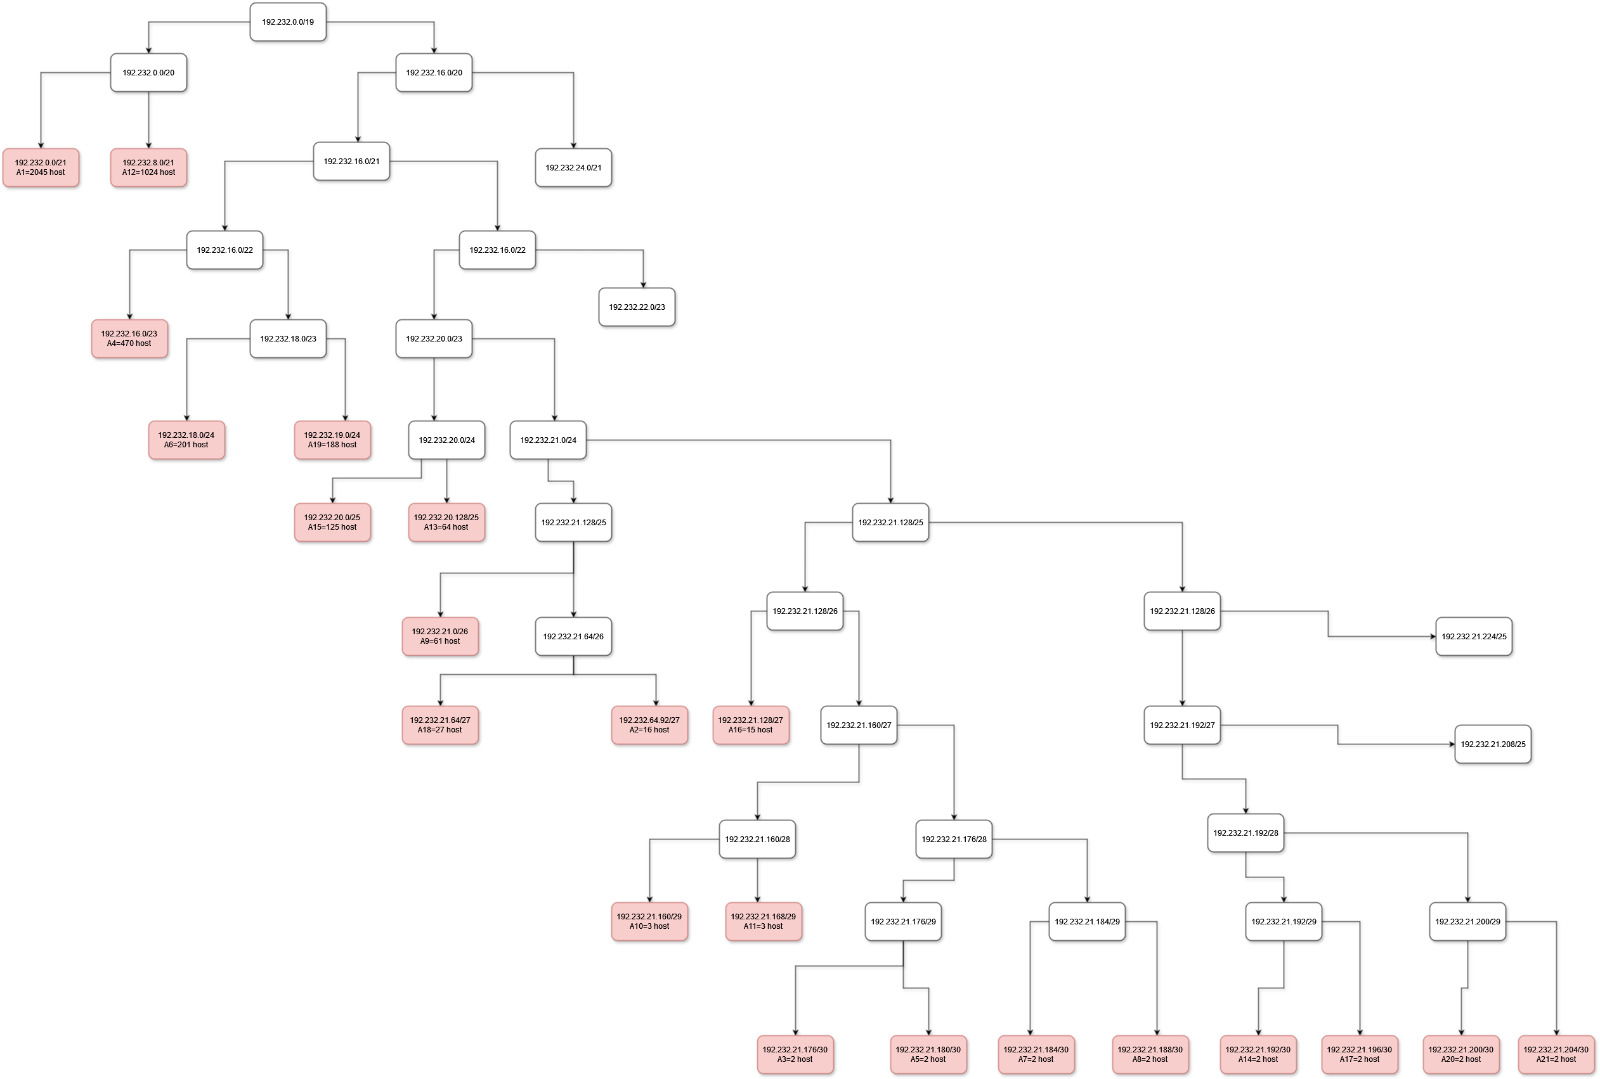 192.232.0.0/19
192.232.0.0/20
192.232.16.0/20
192.232.0.0/21
A1=2045 host
192.232.8.0/21
A12=1024 host
192.232.16.0/21
192.232.24.0/21
192.232.16.0/22
192.232.16.0/22
192.232.22.0/23
192.232.16.0/23
A4=470 host
192.232.18.0/23
192.232.20.0/23
192.232.18.0/24
A6=201 host
192.232.19.0/24
A19=188 host
192.232.20.0/24
192.232.21.0/24
192.232.20.0/25
A15=125 host
192.232.20.128/25
A13=64 host
192.232.21.128/25
192.232.21.128/25
192.232.21.128/26
192.232.21.128/26
192.232.21.0/26
A9=61 host
192.232.21.64/26
192.232.21.224/25
192.232.21.64/27
A18=27 host
192.232.64.92/27
A2=16 host
192.232.21.128/27
A16=15 host
192.232.21.160/27
192.232.21.192/27
192.232.21.208/25
192.232.21.160/28
192.232.21.176/28
192.232.21.192/28
192.232.21.160/29
A10=3 host
192.232.21.168/29
A11=3 host
192.232.21.176/29
192.232.21.184/29
192.232.21.192/29
192.232.21.200/29
192.232.21.176/30
A3=2 host
192.232.21.180/30
A5=2 host
192.232.21.184/30
A7=2 host
192.232.21.188/30
A8=2 host
192.232.21.192/30
A14=2 host
192.232.21.196/30
A17=2 host
192.232.21.200/30
A20=2 host
192.232.21.204/30
A21=2 host